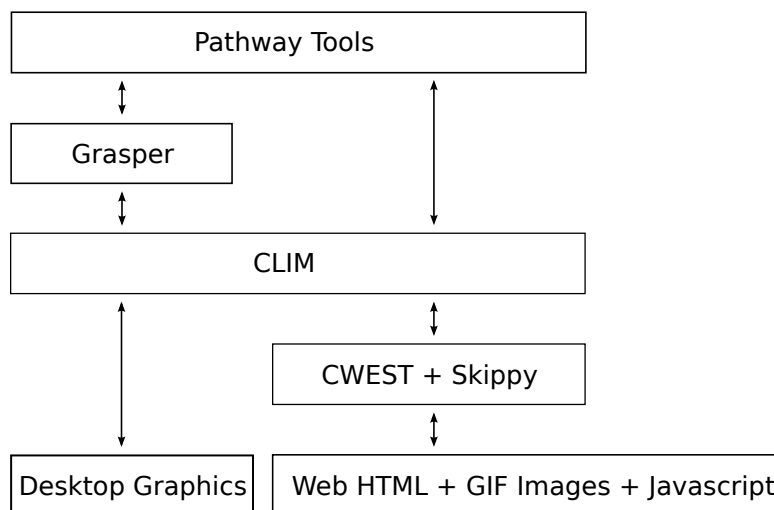 Pathway Tools
Grasper
CLIM
CWEST + Skippy
Desktop Graphics
Web HTML + GIF Images + Javascript